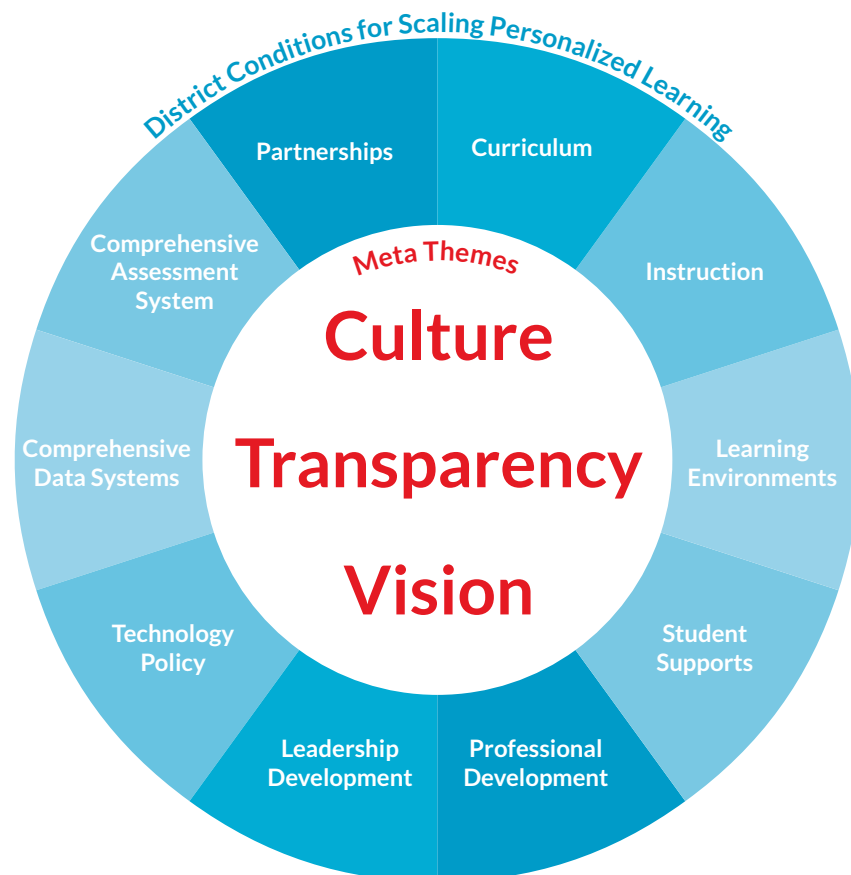 District Conditions for Scaling Personalized Learning
Partnerships
Curriculum
Instruction
Learning
Environments
Student
Supports
Professional
Development
Leadership
Development
Technology
Policy
Comprehensive
Data Systems
Comprehensive
Assessment
System
Meta Themes
Culture
Transparency
Vision